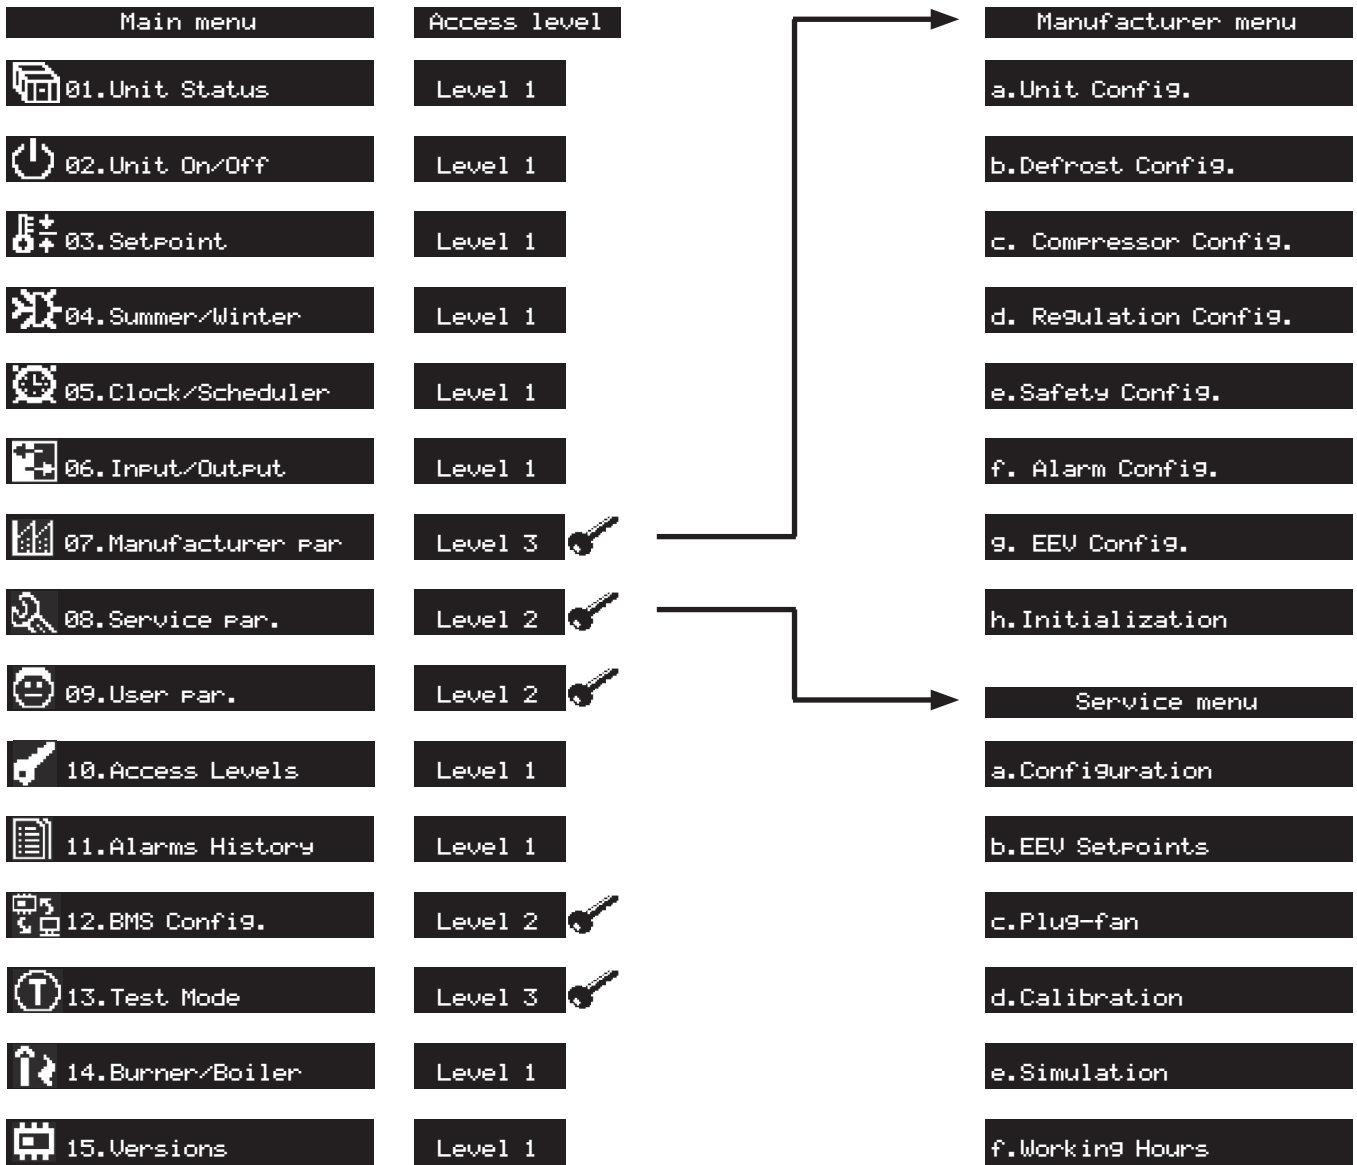 Main menu
Access level
Manufacturer menu
01.Unit Status
Level 1
a.Unit Config.
02.Unit On/Off
Level 1
b.Defrost Config.
03.Setpoint
Level 1
c. Compressor Config.
04.Summer/Winter
Level 1
d. Regulation Config.
05.Clock/Scheduler
Level 1
e.Safety Config.
06.Input/Output
Level 1
f. Alarm Config.
07.Manufacturer par
Level 3
g. EEV Config.
08.Service par.
Level 2
h.Initialization
09.User par.
Level 2
Service menu
10.Access Levels
Level 1
a.Configuration
11.Alarms History
Level 1
b.EEV Setpoints
12.BMS Config.
Level 2
c.Plug-fan
T
13.Test Mode
Level 3
d.Calibration
14.Burner/Boiler
Level 1
e.Simulation
15.Versions
Level 1
f.Working Hours